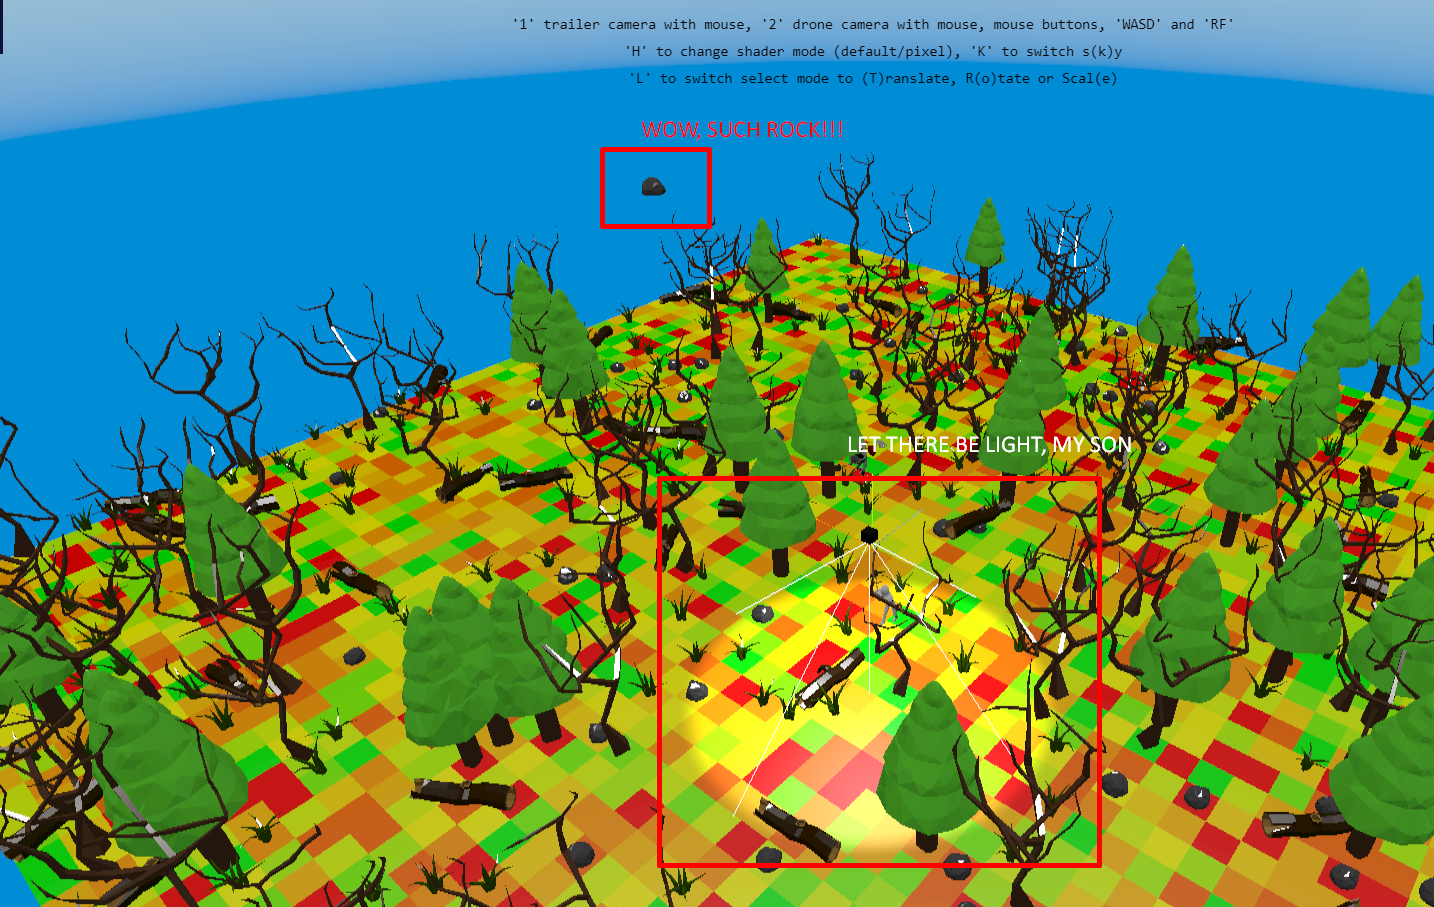 '1' trailer camera with mouse, '2' drone camera with mouse, mouse buttons, 'WASD' and 'RF'
'H' to change shader mode (default/pixel), 'K' to switch s(k)y
'L' to switch select mode to (T)ranslate, R(o)tate or Scal(e)
WOW, SUCH ROCK!!!
LET THERE BE LIGHT, MY SON